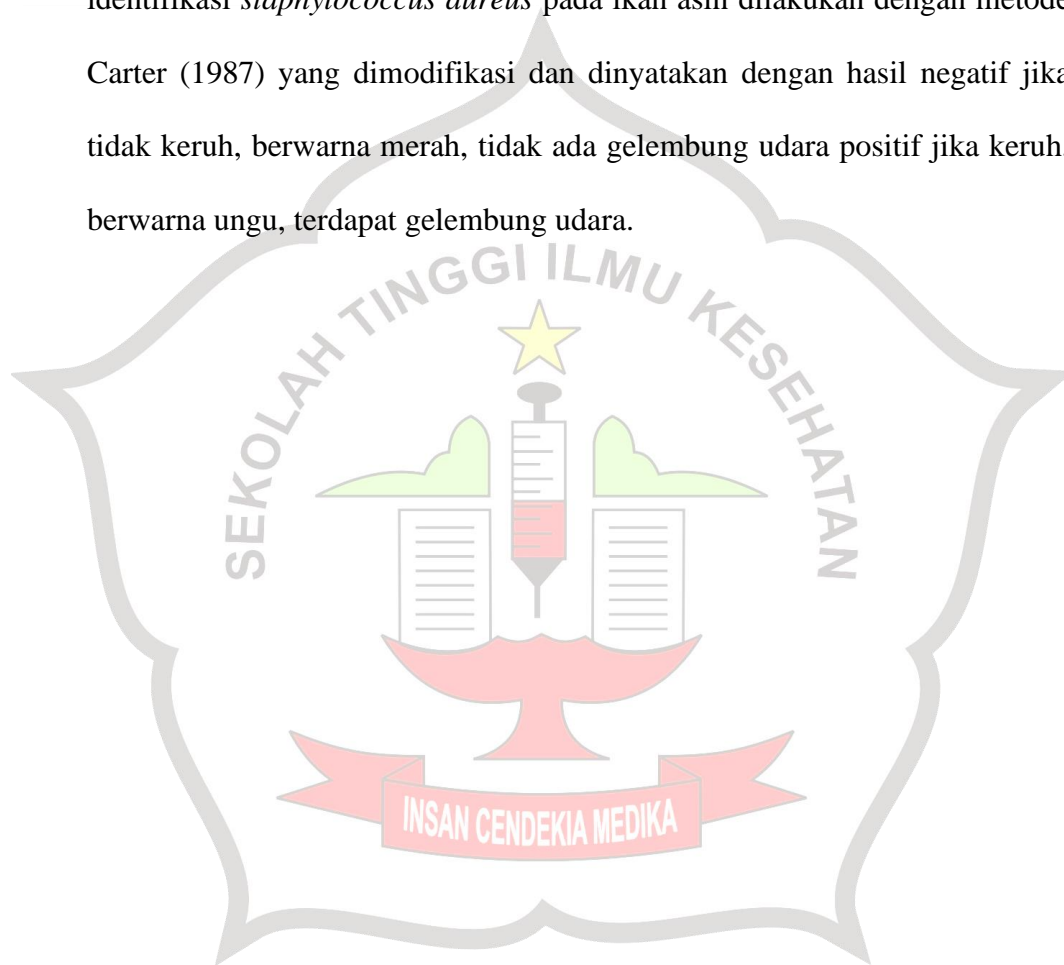 identifikasi staphylococcus aureus pada ikan asin dilakukan dengan metode
Carter (1987) yang dimodifikasi dan dinyatakan dengan hasil negatif jika
tidak keruh, berwarna merah, tidak ada gelembung udara positif jika keruh,
berwarna ungu, terdapat gelembung udara.
SEKOLAH TINGGI ILMU KESEHATAN
INSAN CENDEKIA MEDIKA